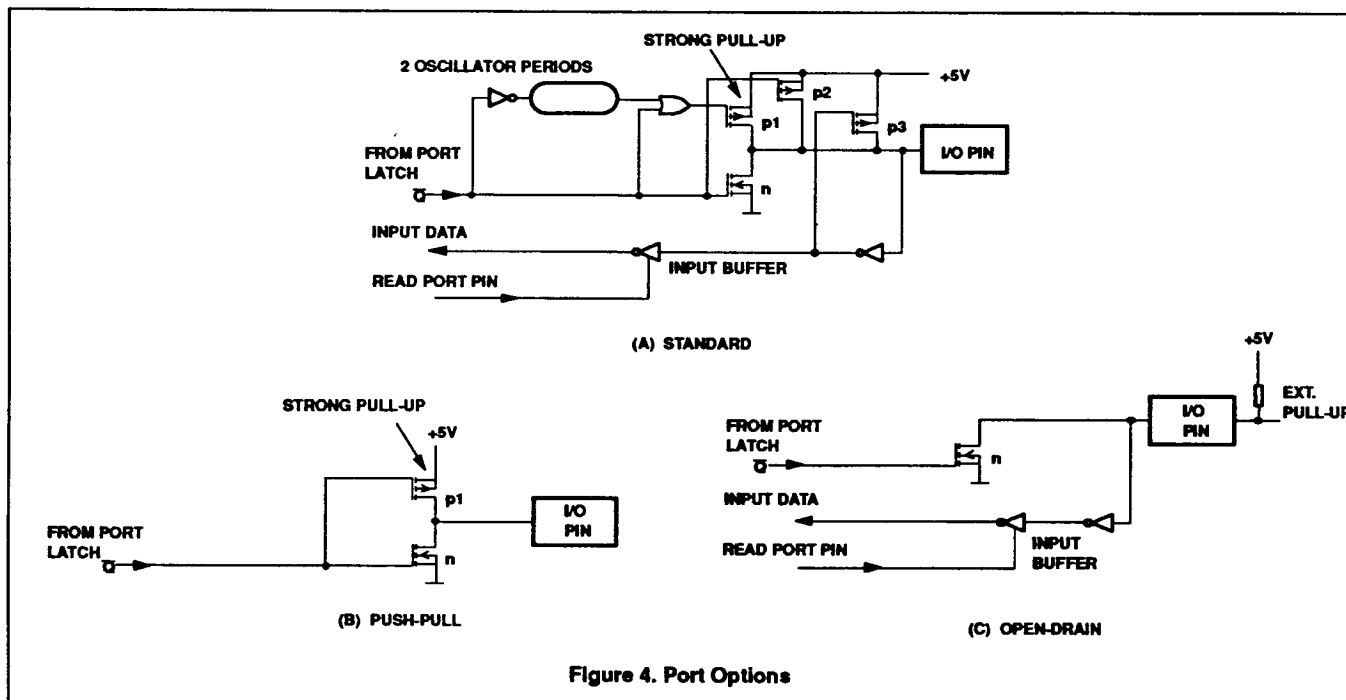 STRONG PULL-UP
2 OSCILLATOR PERIODS
+5V
p2
p1
p3
I/O PIN
FROM PORT
LATCH
Q̅
n
INPUT DATA
INPUT BUFFER
READ PORT PIN
(A) STANDARD
STRONG PULL-UP
+5V
p1
I/O
PIN
FROM PORT
LATCH
Q̅
n
(B) PUSH-PULL
+5V
EXT.
PULL-UP
I/O
PIN
FROM PORT
LATCH
Q̅
n
INPUT DATA
INPUT
BUFFER
READ PORT PIN
(C) OPEN-DRAIN
Figure 4. Port Options